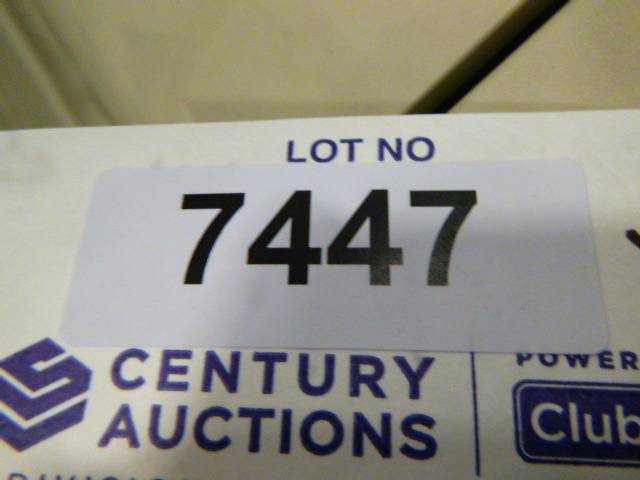 LOT NO
7447
CENTURY
AUCTIONS
POWER
Club